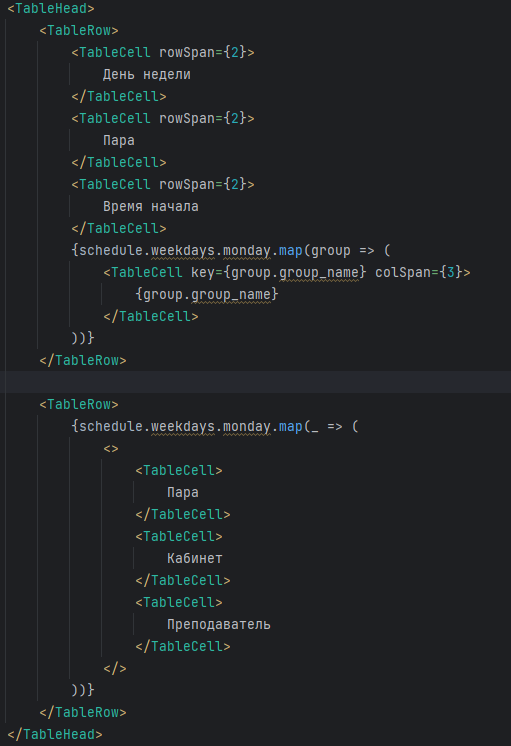 <TableHead>
    <TableRow>
        <TableCell rowSpan={2}>
            День недели
        </TableCell>
        <TableCell rowSpan={2}>
            Пара
        </TableCell>
        <TableCell rowSpan={2}>
            Время начала
        </TableCell>
        {schedule.weekdays.monday.map(group => (
            <TableCell key={group.group_name} colSpan={3}>
                {group.group_name}
            </TableCell>
        ))}
    </TableRow>

    <TableRow>
        {schedule.weekdays.monday.map(_ => (
            <>
                <TableCell>
                    Пара
                </TableCell>
                <TableCell>
                    Кабинет
                </TableCell>
                <TableCell>
                    Преподаватель
                </TableCell>
            </>
        ))}
    </TableRow>
</TableHead>